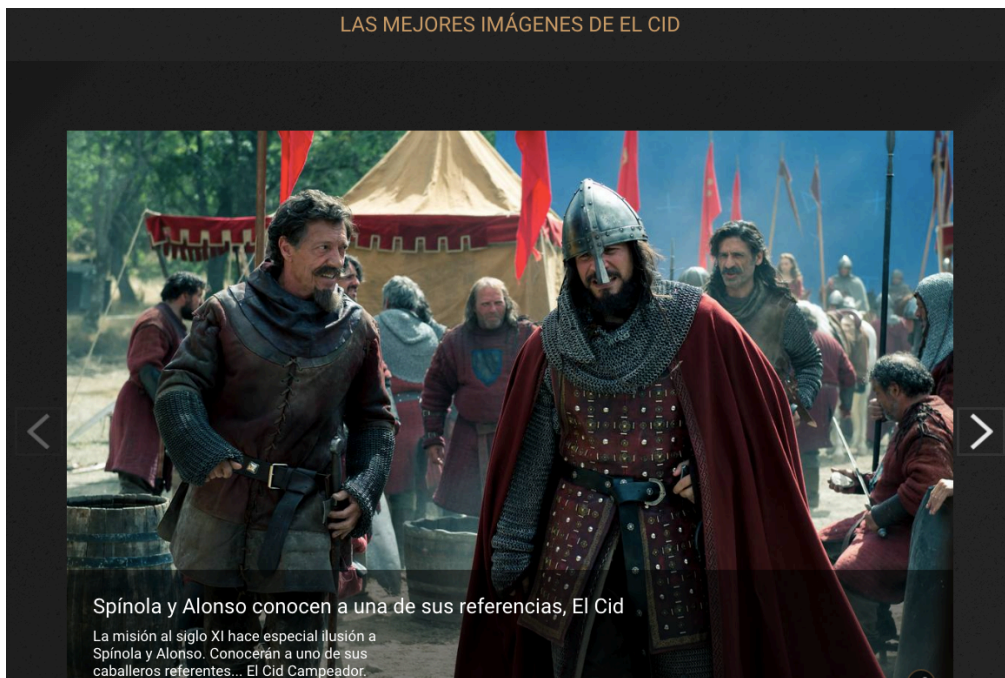 LAS MEJORES IMÁGENES DE EL CID
Spínola y Alonso conocen a una de sus referencias, El Cid
La misión al siglo XI hace especial ilusión a
Spínola y Alonso. Conocerán a uno de sus
caballeros referentes... El Cid Campeador.